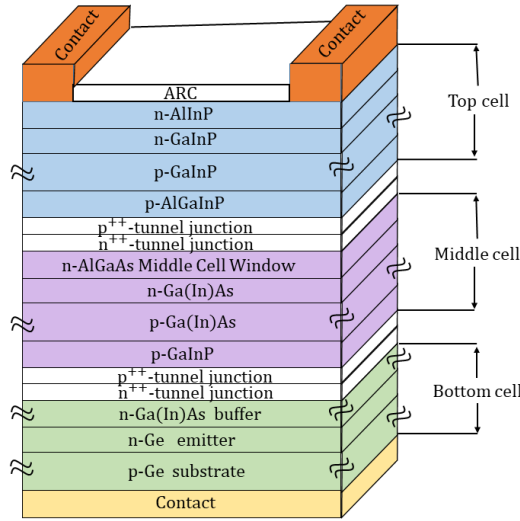 Contact
Contact
ARC
n-AlInP
n-GaInP
p-GaInP
p-AlGaInP
p++-tunnel junction
n++-tunnel junction
n-AlGaAs Middle Cell Window
n-Ga(In)As
p-Ga(In)As
p-GaInP
p++-tunnel junction
n++-tunnel junction
n-Ga(In)As buffer
n-Ge emitter
p-Ge substrate
Contact
Top cell
Middle cell
Bottom cell